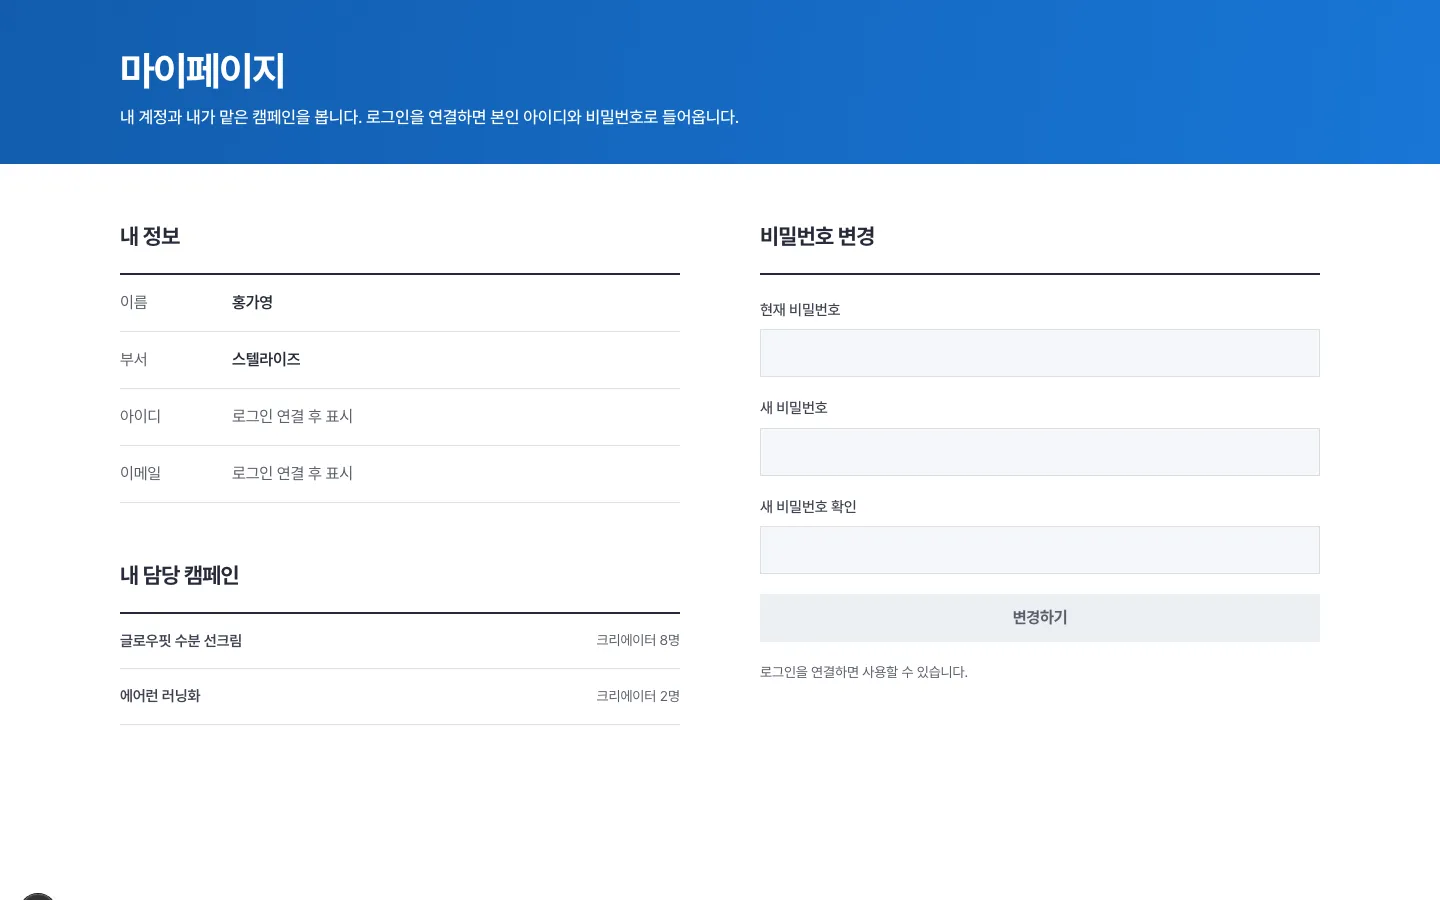 마이페이지
내 계정과 내가 맡은 캠페인을 봅니다. 로그인을 연결하면 본인 아이디와 비밀번호로 들어옵니다.
내 정보
이름 홍가영
부서 스텔라이즈
아이디 로그인 연결 후 표시
이메일 로그인 연결 후 표시
내 담당 캠페인
글로우핏 수분 선크림 크리에이터 8명
에어런 러닝화 크리에이터 2명
비밀번호 변경
현재 비밀번호
새 비밀번호
새 비밀번호 확인
변경하기
로그인을 연결하면 사용할 수 있습니다.